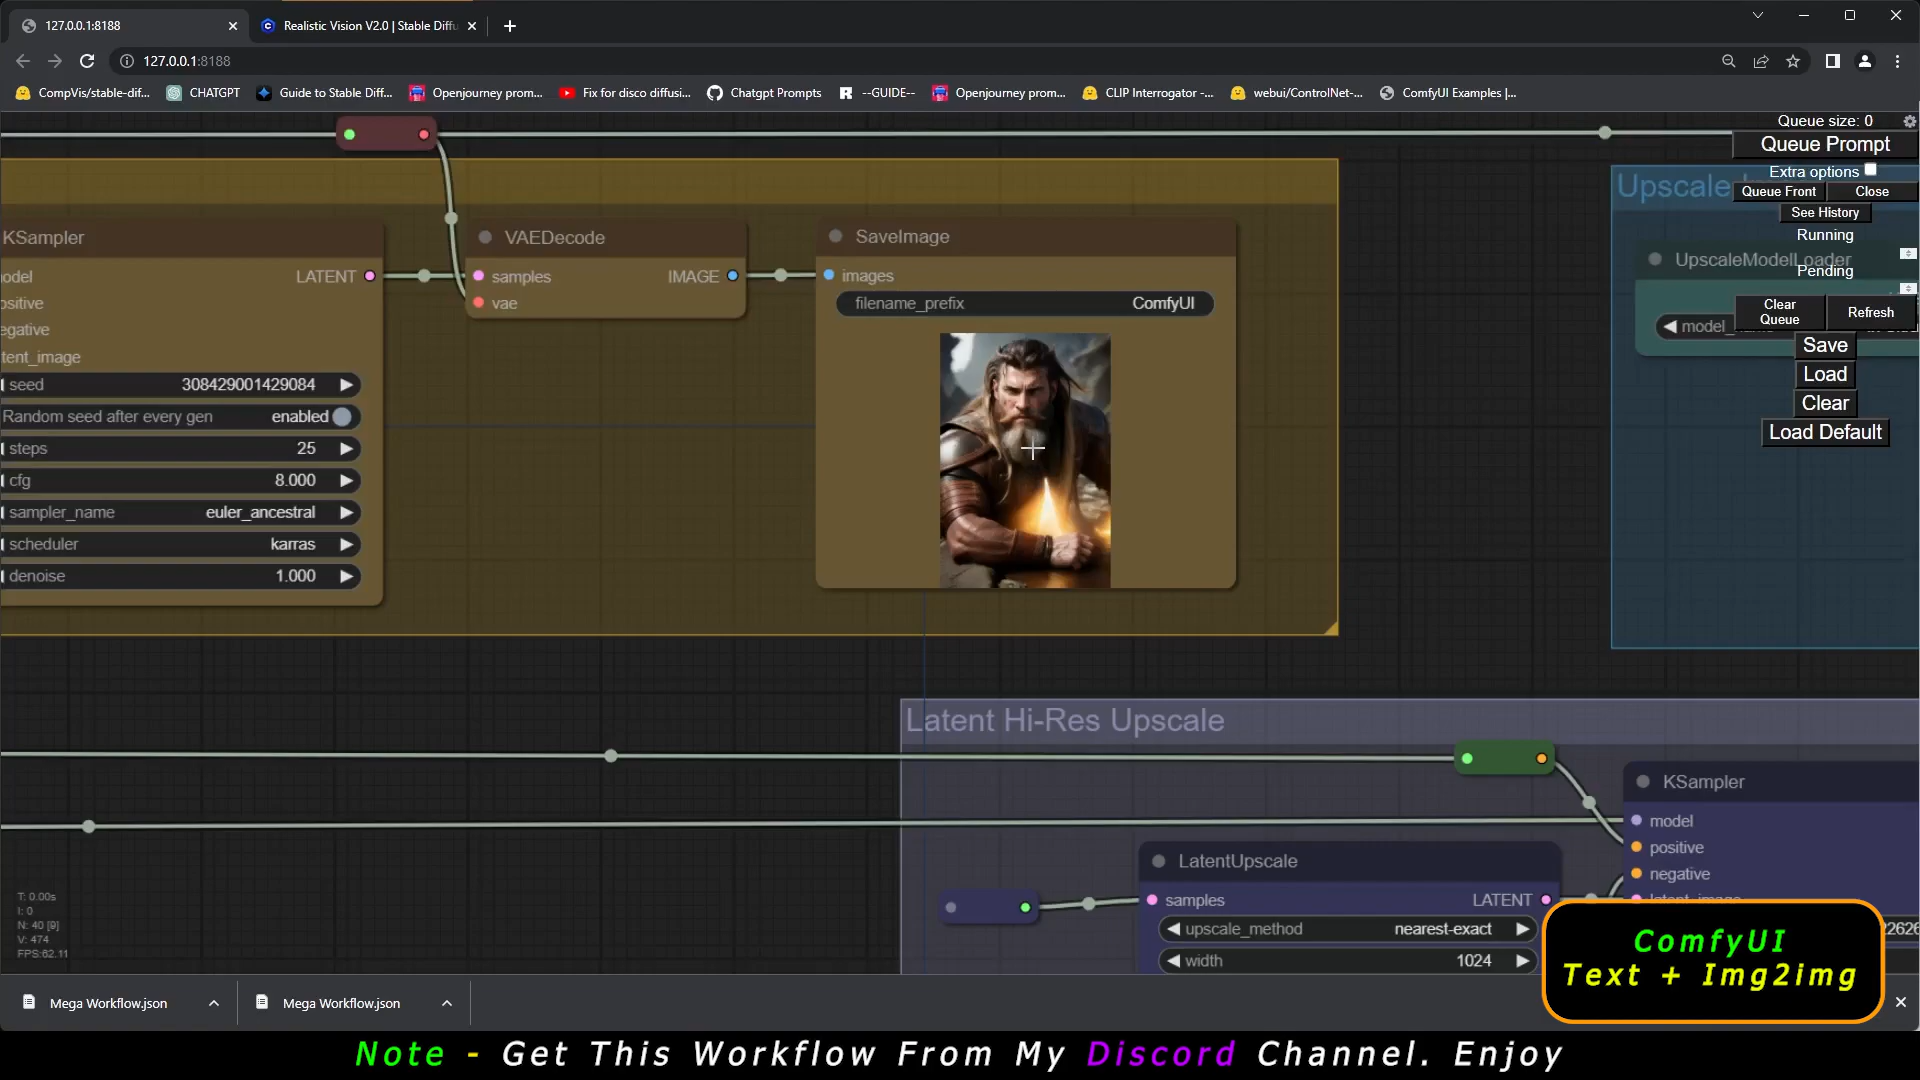 127.0.0.1:8188
Realistic Vision V2.0 | Stable Diffu
127.0.0.1:8188
CompVis/stable-dif...
CHATGPT
Guide to Stable Diff...
Openjourney prom...
Fix for disco diffusi...
Chatgpt Prompts
--GUIDE--
Openjourney prom...
CLIP Interrogator -...
webui/ControlNet-...
ComfyUI Examples |...
Queue size: 0
Queue Prompt
Extra options
Queue Front
Close
See History
Running
Pending
Clear Queue
Refresh
Save
Load
Clear
Load Default
KSampler
LATENT
negative
seed
308429001429084
Random seed after every gen
enabled
steps
25
cfg
8.000
sampler_name
euler_ancestral
scheduler
karras
denoise
1.000
VAEDecode
samples
IMAGE
vae
SaveImage
images
filename_prefix
ComfyUI
Upscale
UpscaleModelLoader
Latent Hi-Res Upscale
KSampler
model
positive
negative
LatentUpscale
samples
LATENT
upscale_method
nearest-exact
width
1024
T: 0.00s
I: 0
N: 40 [9]
V: 474
FPS:62.11
ComfyUI
Text + Img2img
Mega Workflow.json
Mega Workflow.json
Note - Get This Workflow From My Discord Channel. Enjoy